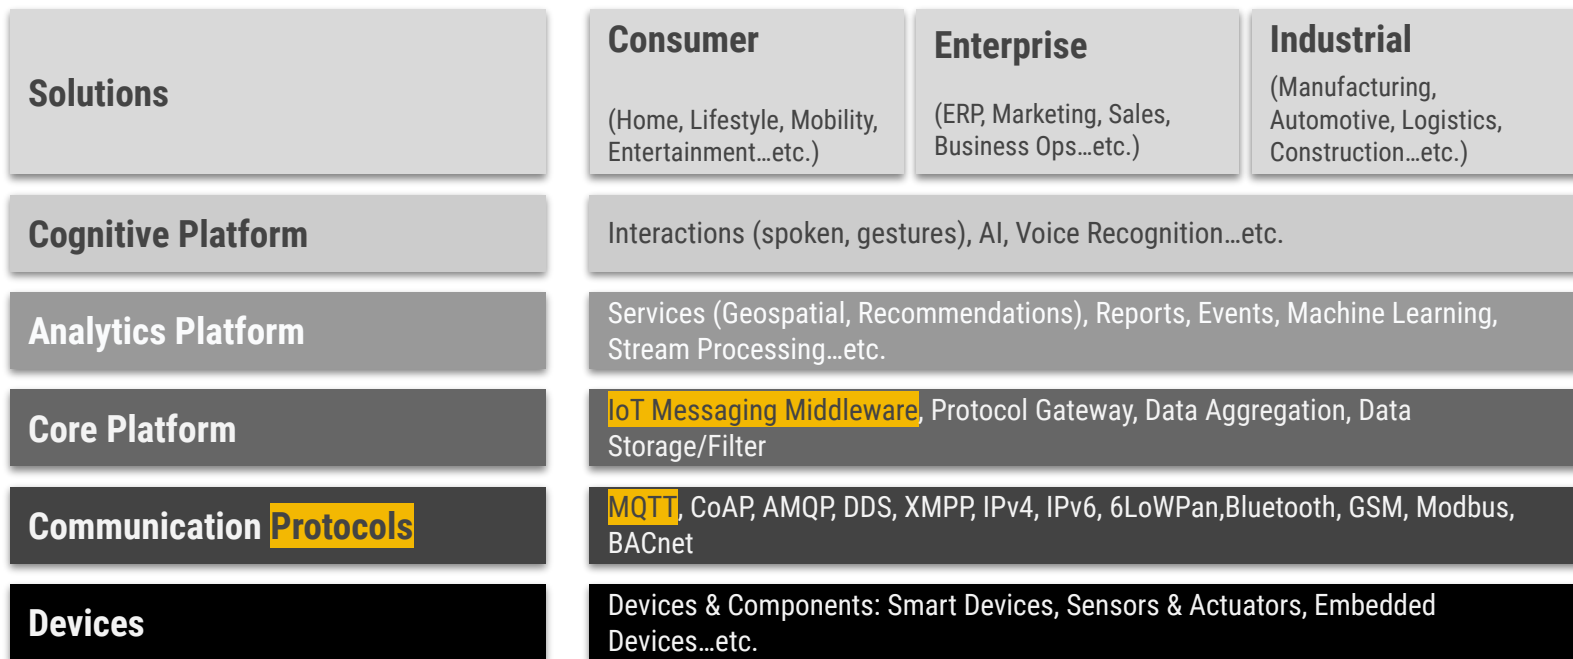 Solutions
Consumer
(Home, Lifestyle, Mobility,
Entertainment…etc.)
Enterprise
(ERP, Marketing, Sales,
Business Ops…etc.)
Industrial
(Manufacturing,
Automotive, Logistics,
Construction…etc.)
Cognitive Platform
Interactions (spoken, gestures), AI, Voice Recognition…etc.
Analytics Platform
Services (Geospatial, Recommendations), Reports, Events, Machine Learning,
Stream Processing…etc.
Core Platform
IoT Messaging Middleware, Protocol Gateway, Data Aggregation, Data
Storage/Filter
Communication Protocols
MQTT, CoAP, AMQP, DDS, XMPP, IPv4, IPv6, 6LoWPan,Bluetooth, GSM, Modbus,
BACnet
Devices
Devices & Components: Smart Devices, Sensors & Actuators, Embedded
Devices…etc.